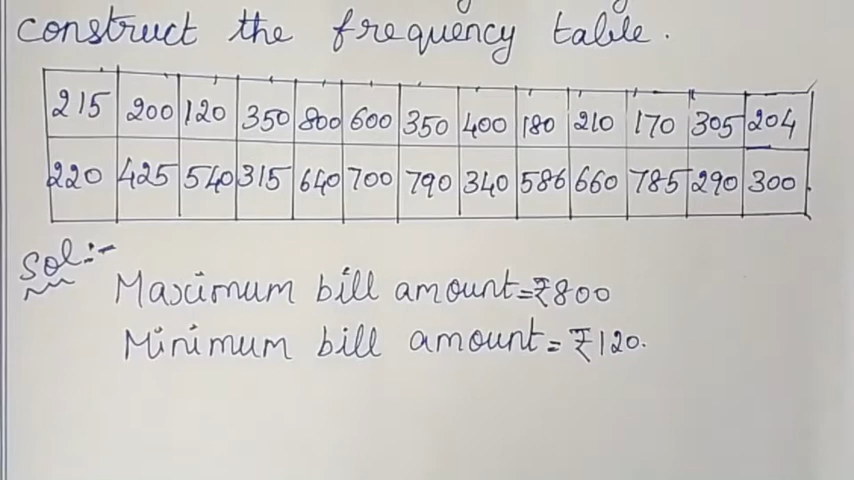 construct the frequency table.
215 200 120 350 800 600 350 400 180 210 170 305 204
220 425 540 315 640 700 790 340 586 660 785 290 300
Sol:-
Maximum bill amount=₹800
Minimum bill amount=₹120.